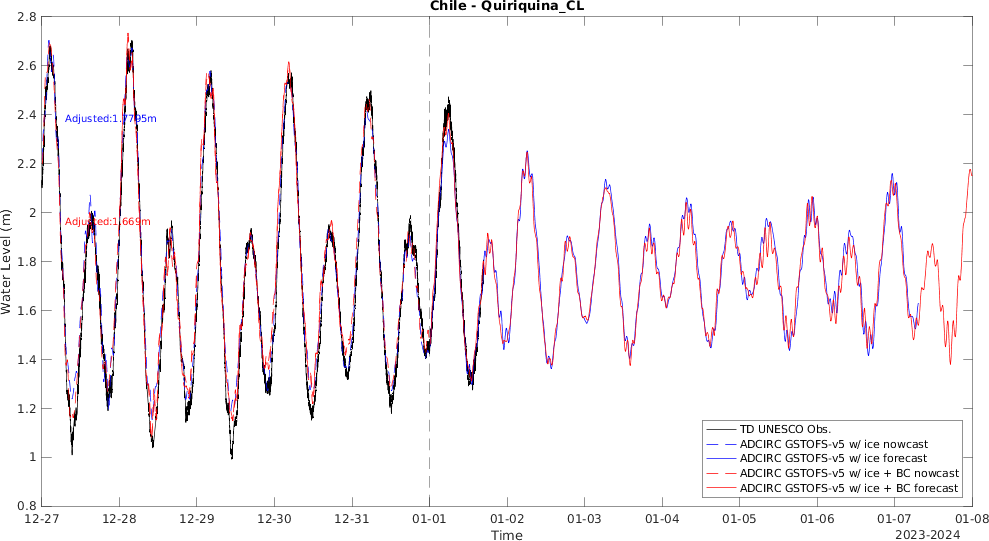 Chile - Quiriquina_CL
2.8
2.6
2.4
2.2
2
1.8
1.6
1.4
1.2
1
0.8
Water Level (m)
Adjusted:1.7795m
Adjusted:1.669m
TD UNESCO Obs.
ADCIRC GSTOFS-v5 w/ ice nowcast
ADCIRC GSTOFS-v5 w/ ice forecast
ADCIRC GSTOFS-v5 w/ ice + BC nowcast
ADCIRC GSTOFS-v5 w/ ice + BC forecast
12-27 12-28 12-29 12-30 12-31 01-01 01-02 01-03 01-04 01-05 01-06 01-07 01-08
Time
2023-2024